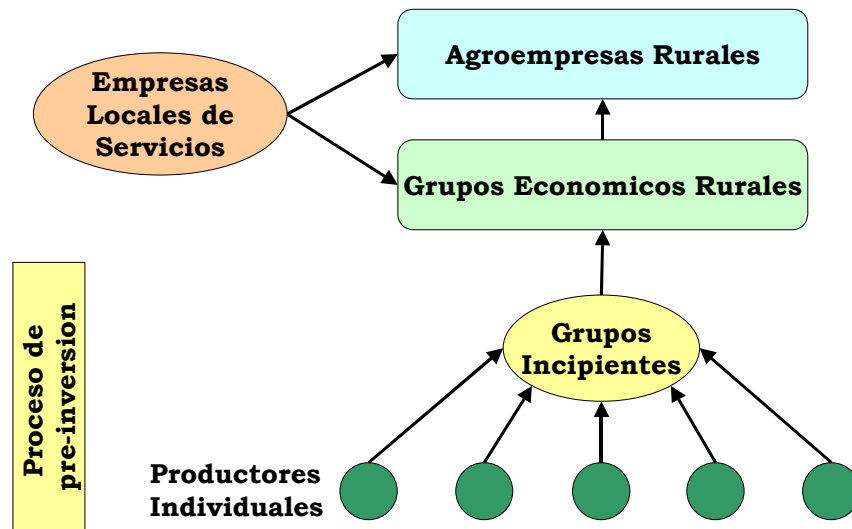 Agroempresas Rurales
Empresas
Locales de
Servicios
Grupos Economicos Rurales
Grupos
Incipientes
Proceso de
pre-inversion
Productores
Individuales